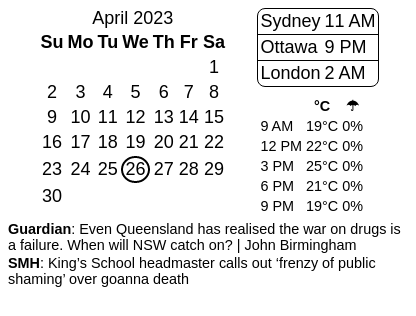 April 2023
Su Mo Tu We Th Fr Sa
1
2 3 4 5 6 7 8
9 10 11 12 13 14 15
16 17 18 19 20 21 22
23 24 25 26 27 28 29
30
Sydney 11 AM
Ottawa 9 PM
London 2 AM
°C ☂
9 AM 19°C 0%
12 PM 22°C 0%
3 PM 25°C 0%
6 PM 21°C 0%
9 PM 19°C 0%
Guardian: Even Queensland has realised the war on drugs is
a failure. When will NSW catch on? | John Birmingham
SMH: King's School headmaster calls out ‘frenzy of public
shaming’ over goanna death